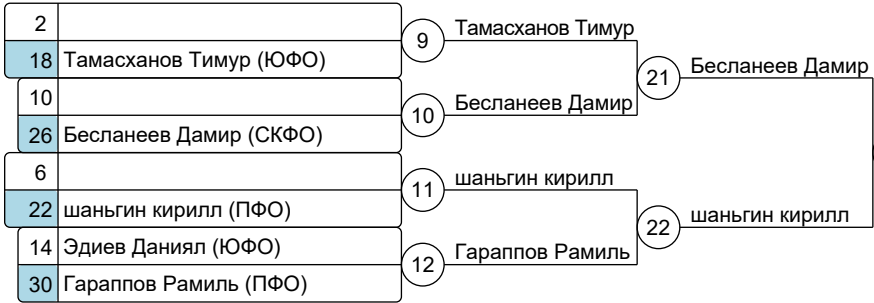 2
18 Тамасханов Тимур (ЮФО)
9 Тамасханов Тимур
10
26 Бесланеев Дамир (СКФО)
10 Бесланеев Дамир
21 Бесланеев Дамир
6
22 шаньгин кирилл (ПФО)
11 шаньгин кирилл
14 Эдиев Даниял (ЮФО)
30 Гараппов Рамиль (ПФО)
12 Гараппов Рамиль
22 шаньгин кирилл